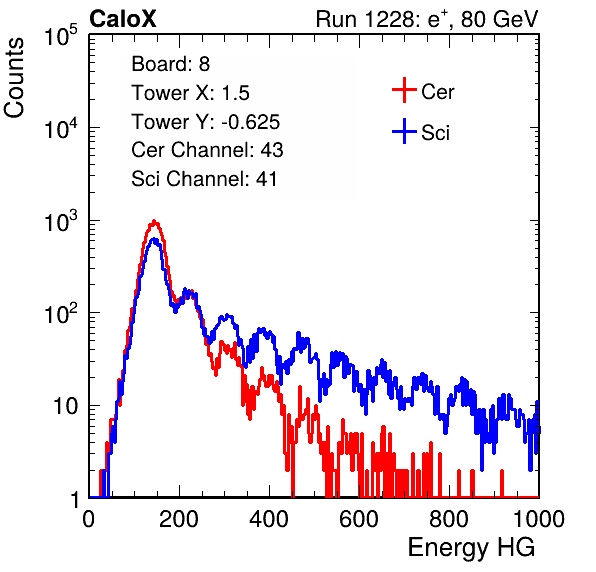 CaloX Run 1228: e⁺, 80 GeV
Counts
Board: 8
Tower X: 1.5
Tower Y: -0.625
Cer Channel: 43
Sci Channel: 41
Cer
Sci
10⁵
10⁴
10³
10²
10
1
0 200 400 600 800 1000
Energy HG